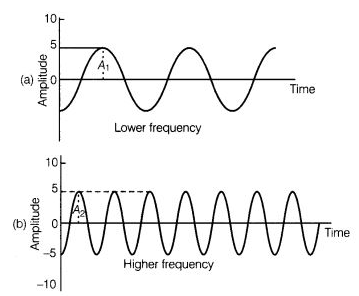 (a)
Amplitude
10
5
0
A1
Time
Lower frequency
(b)
Amplitude
10
5
0
−5
−10
A2
Time
Higher frequency